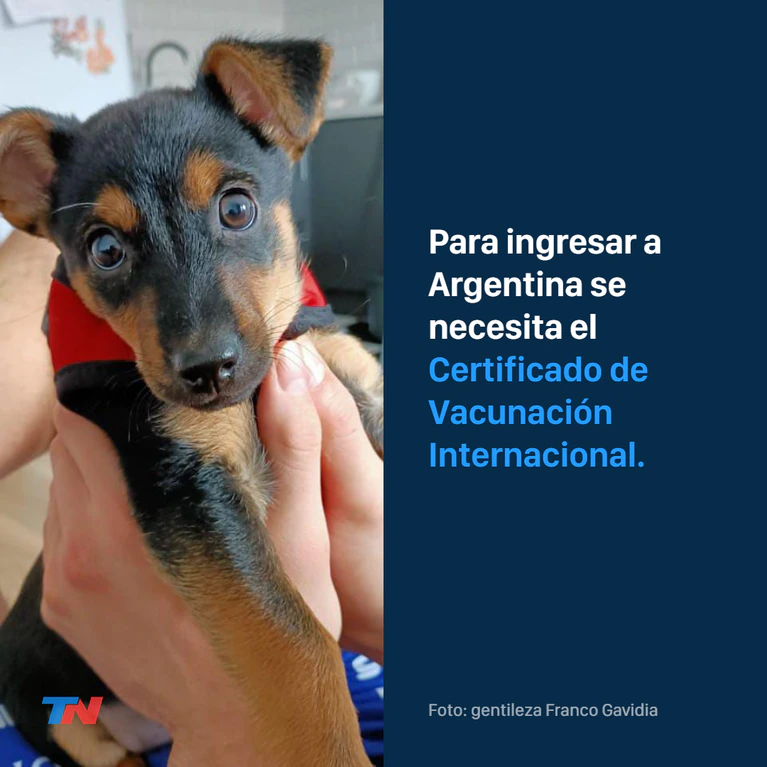 Para ingresar a
Argentina se
necesita el
Certificado de
Vacunación
Internacional.
TN
Foto: gentileza Franco Gavidia